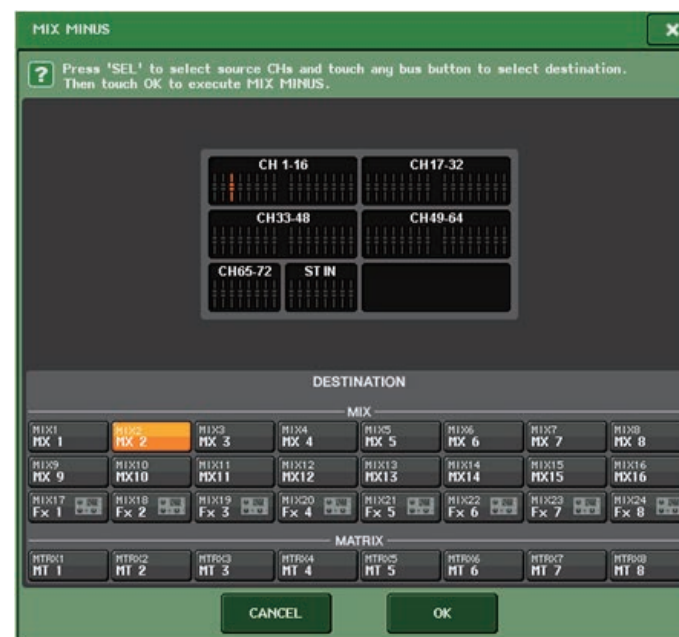 MIX MINUS
×
? Press 'SEL' to select source CHs and touch any bus button to select destination.
Then touch OK to execute MIX MINUS.
CH 1-16 CH17-32
CH33-48 CH49-64
CH65-72 ST IN
DESTINATION
MIX
MIX1 MIX2 MIX3 MIX4 MIX5 MIX6 MIX7 MIX8
MX 1 MX 2 MX 3 MX 4 MX 5 MX 6 MX 7 MX 8
MIX9 MIX10 MIX11 MIX12 MIX13 MIX14 MIX15 MIX16
MX 9 MX10 MX11 MX12 MX13 MX14 MX15 MX16
MIX17 MIX18 MIX19 MIX20 MIX21 MIX22 MIX23 MIX24
Fx 1 Fx 2 Fx 3 Fx 4 Fx 5 Fx 6 Fx 7 Fx 8
MATRIX
MTRX1 MTRX2 MTRX3 MTRX4 MTRX5 MTRX6 MTRX7 MTRX8
MT 1 MT 2 MT 3 MT 4 MT 5 MT 6 MT 7 MT 8
CANCEL OK